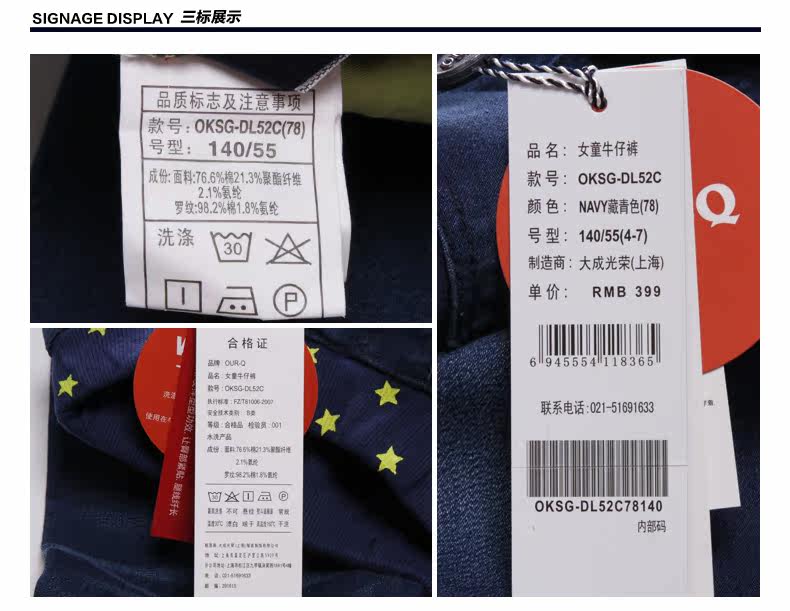 SIGNAGE DISPLAY 三标展示
品质标志及注意事项
款号: OKSG-DL52C(78)
号型: 140/55
成份: 面料:76.6%棉21.3%聚酯纤维
2.1%氨纶
罗纹:98.2%棉1.8%氨纶
洗涤
30
P
合格证
品牌:OUR-Q
品名:女童牛仔裤
款号:OKSG-DL52C
执行标准:FZ/T81006-2007
安全技术类别:B类
等级:合格品 检验员:001
水洗产品
成份:面料:76.6%棉21.3%聚酯纤维
2.1%氨纶
罗纹:98.2%棉1.8%氨纶
电 话:021-51691633
品名: 女童牛仔裤
款号: OKSG-DL52C
颜色: NAVY藏青色(78)
号型: 140/55(4-7)
制造商: 大成光荣(上海)
单价: RMB 399
6 945554 118365
联系电话:021-51691633
OKSG-DL52C78140
内部码
Q